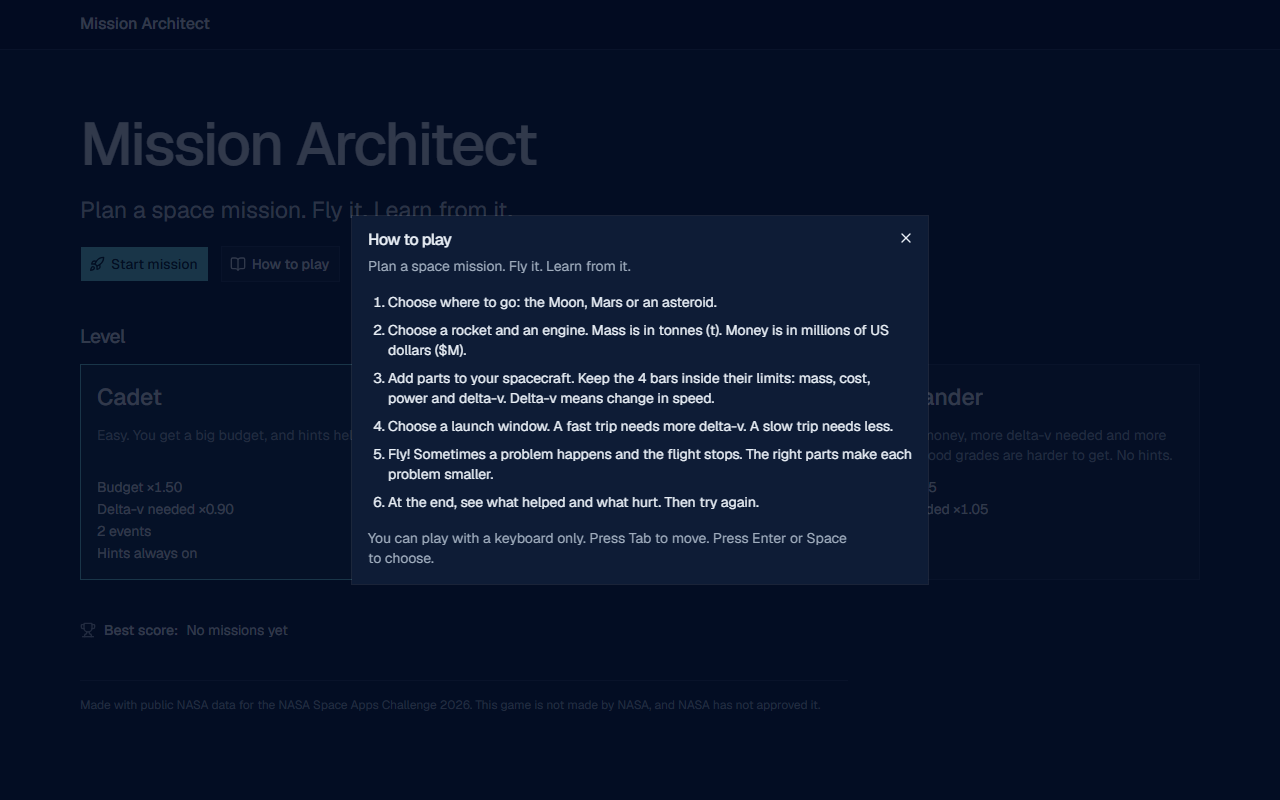 Mission Architect
Mission Architect
Plan a space mission. Fly it. Learn from it.
Start mission
How to play
Level
Cadet
Easy. You get a big budget, and hints
Budget ×1.50
Delta-v needed ×0.90
2 events
Hints always on
How to play
Plan a space mission. Fly it. Learn from it.
1. Choose where to go: the Moon, Mars or an asteroid.
2. Choose a rocket and an engine. Mass is in tonnes (t). Money is in millions of US
dollars ($M).
3. Add parts to your spacecraft. Keep the 4 bars inside their limits: mass, cost,
power and delta-v. Delta-v means change in speed.
4. Choose a launch window. A fast trip needs more delta-v. A slow trip needs less.
5. Fly! Sometimes a problem happens and the flight stops. The right parts make each
problem smaller.
6. At the end, see what helped and what hurt. Then try again.
You can play with a keyboard only. Press Tab to move. Press Enter or Space
to choose.
ander
money, more delta-v needed and more
ood grades are harder to get. No hints.
5
ded ×1.05
Best score: No missions yet
Made with public NASA data for the NASA Space Apps Challenge 2026. This game is not made by NASA, and NASA has not approved it.